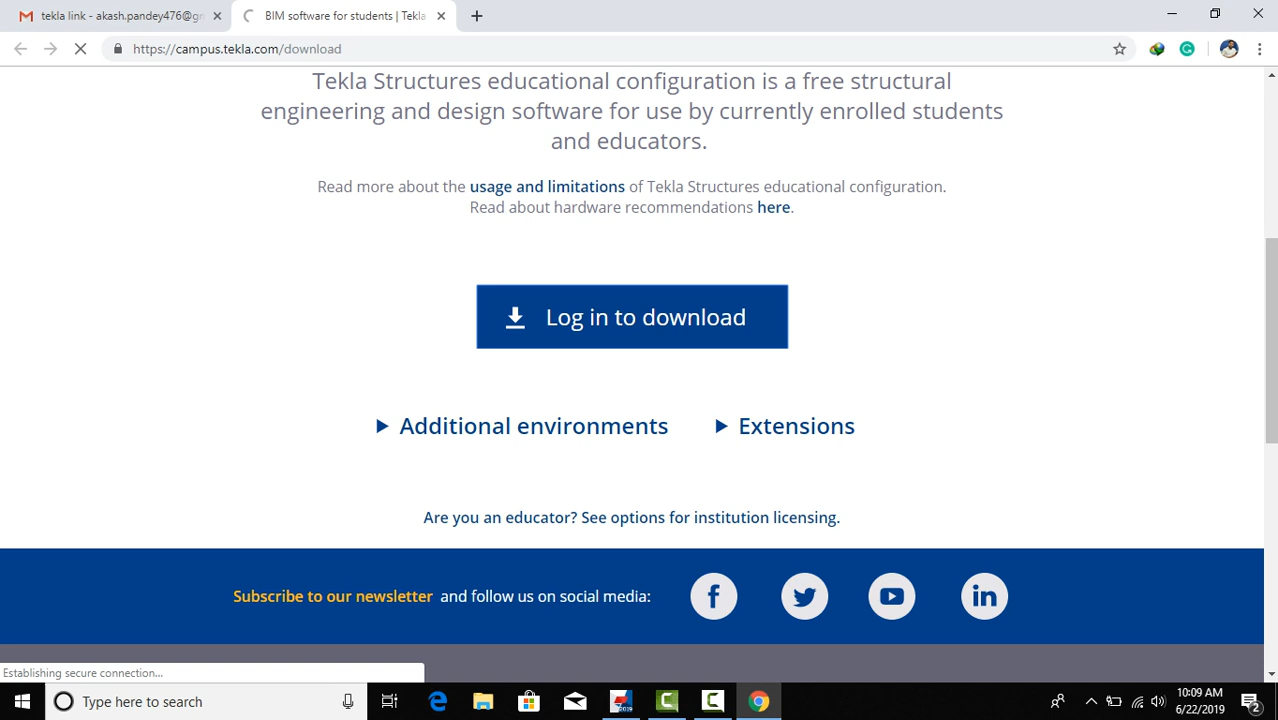 tekla link - akash.pandey476@g
BIM software for students | Tekla
https://campus.tekla.com/download
Tekla Structures educational configuration is a free structural
engineering and design software for use by currently enrolled students
and educators.
Read more about the usage and limitations of Tekla Structures educational configuration.
Read about hardware recommendations here.
Log in to download
Additional environments
Extensions
Are you an educator? See options for institution licensing.
Subscribe to our newsletter and follow us on social media:
Establishing secure connection...
Type here to search
2019
10:09 AM
6/22/2019
2